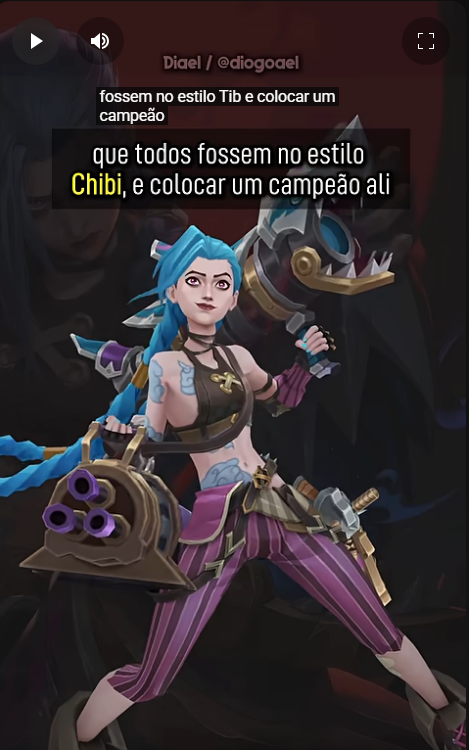 Diael / @diogoael
fossem no estilo Tib e colocar um
campeão
que todos fossem no estilo
Chibi, e colocar um campeão ali